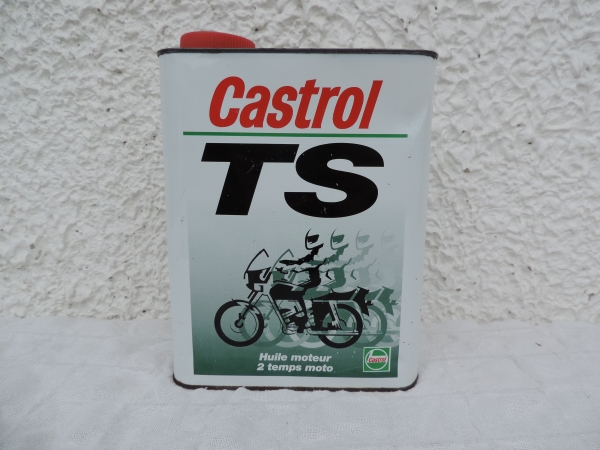 Castrol
TS
Huile moteur
2 temps moto
Castrol